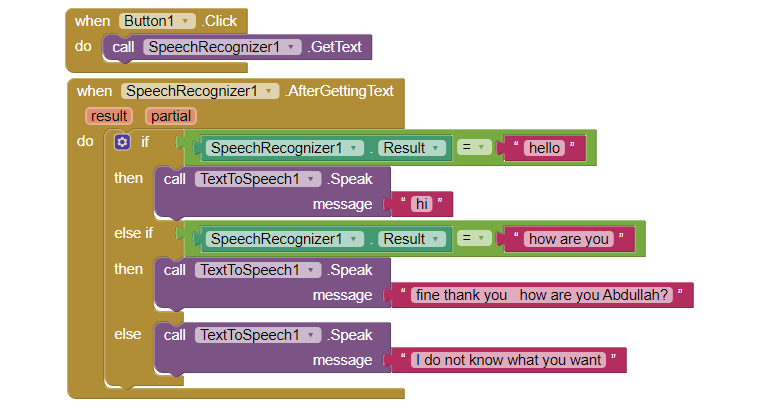 when Button1 .Click
do call SpeechRecognizer1 .GetText
when SpeechRecognizer1 .AfterGettingText
result partial
do if SpeechRecognizer1 . Result = “ hello ”
then call TextToSpeech1 .Speak
message “ hi ”
else if SpeechRecognizer1 . Result = “ how are you ”
then call TextToSpeech1 .Speak
message “ fine thank you   how are you Abdullah? ”
else call TextToSpeech1 .Speak
message “ I do not know what you want ”